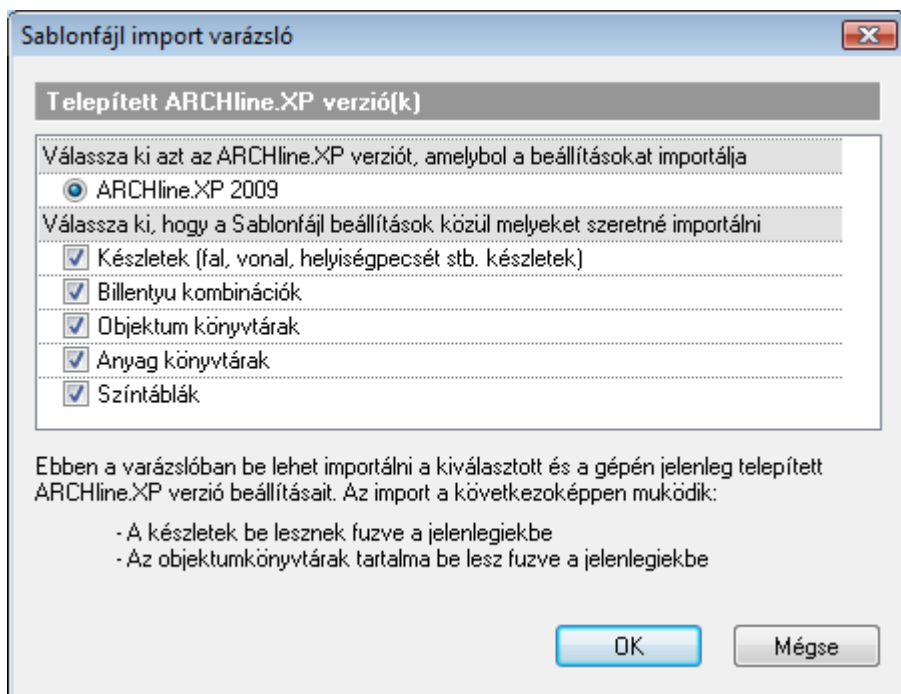 Sablonfájl import varázsló
Telepített ARCHline.XP verzió(k)
Válassza ki azt az ARCHline.XP verziót, amelybol a beállításokat importálja
ARCHline.XP 2009
Válassza ki, hogy a Sablonfájl beállítások közül melyeket szeretné importálni
Készletek (fal, vonal, helyiségpecsét stb. készletek)
Billentyu kombinációk
Objektum könyvtárak
Anyag könyvtárak
Színtáblák
Ebben a varázslóban be lehet importálni a kiválasztott és a gépén jelenleg telepített
ARCHline.XP verzió beállításait. Az import a következoképpen muködik:
- A készletek be lesznek fuzve a jelenlegiekbe
- Az objektumkönyvtárak tartalma be lesz fuzve a jelenlegiekbe
OK
Mégse